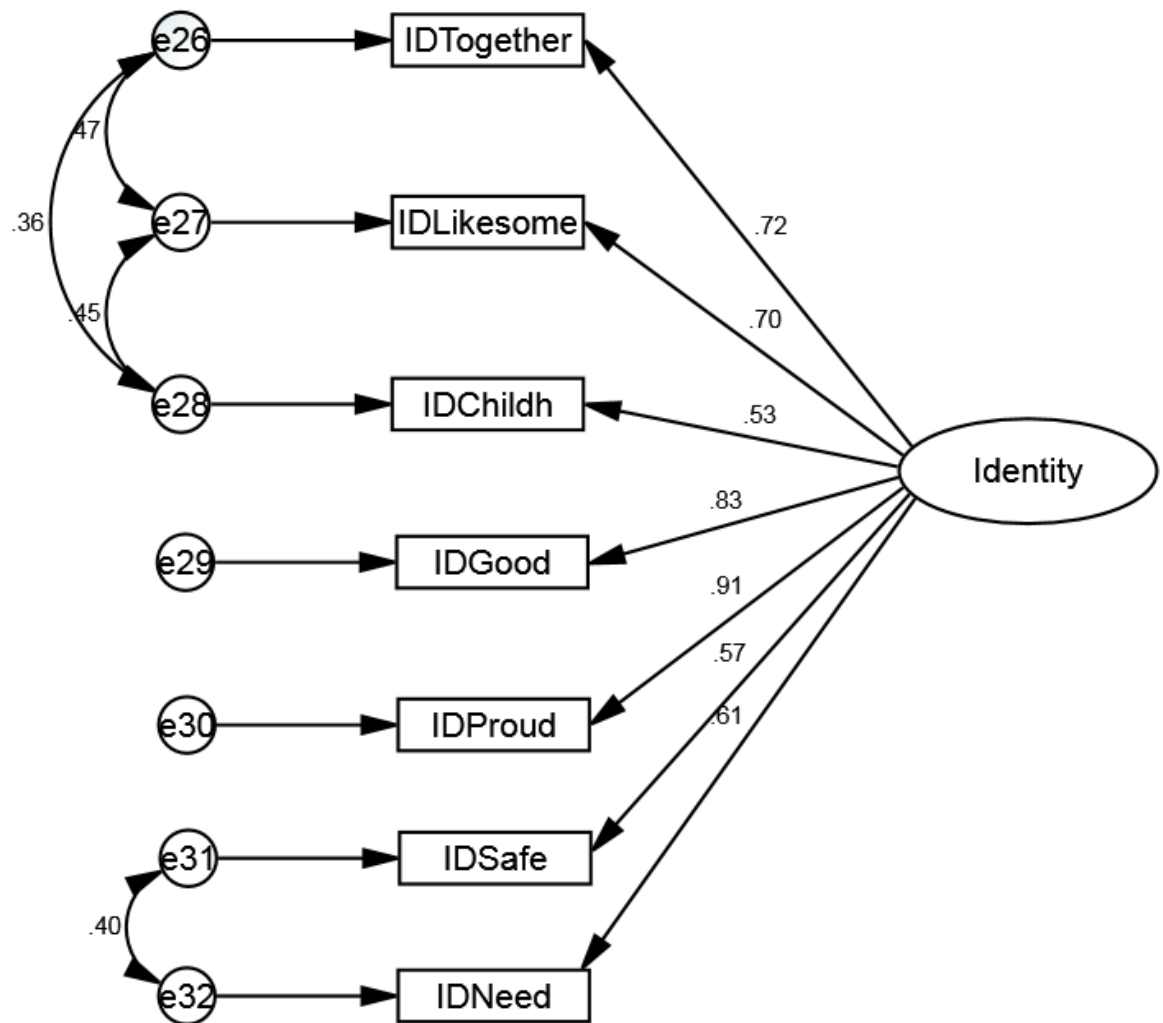 e26
IDTogether
.47
e27
IDLikesome
.72
.36
.70
.45
e28
IDChildh
.53
Identity
.83
e29
IDGood
.91
.57
e30
IDProud
.61
e31
IDSafe
.40
e32
IDNeed